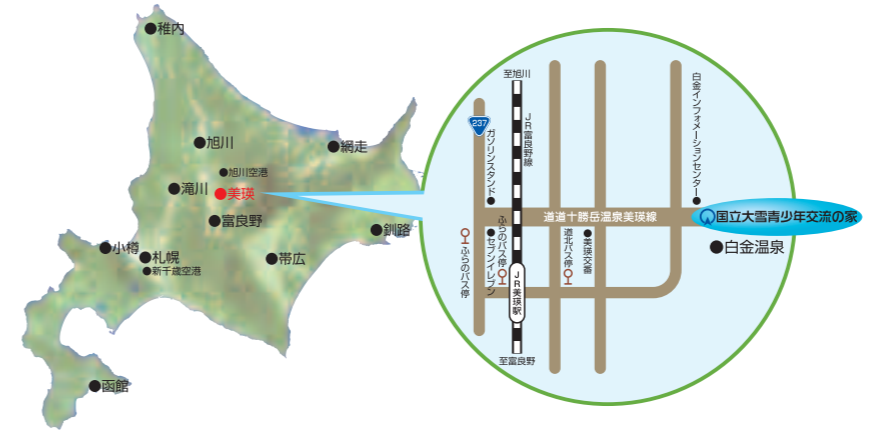 稚内
旭川
網走
旭川空港
滝川
美瑛
富良野
釧路
小樽
札幌
帯広
新千歳空港
函館
至旭川
237
JR富良野線
ガソリンスタンド
白金インフォメーションセンター
道道十勝岳温泉美瑛線
国立大雪青少年交流の家
白金温泉
ふらのバス停
セブンイレブン
ふらのバス停
JR美瑛駅
道北バス停
美瑛交番
至富良野